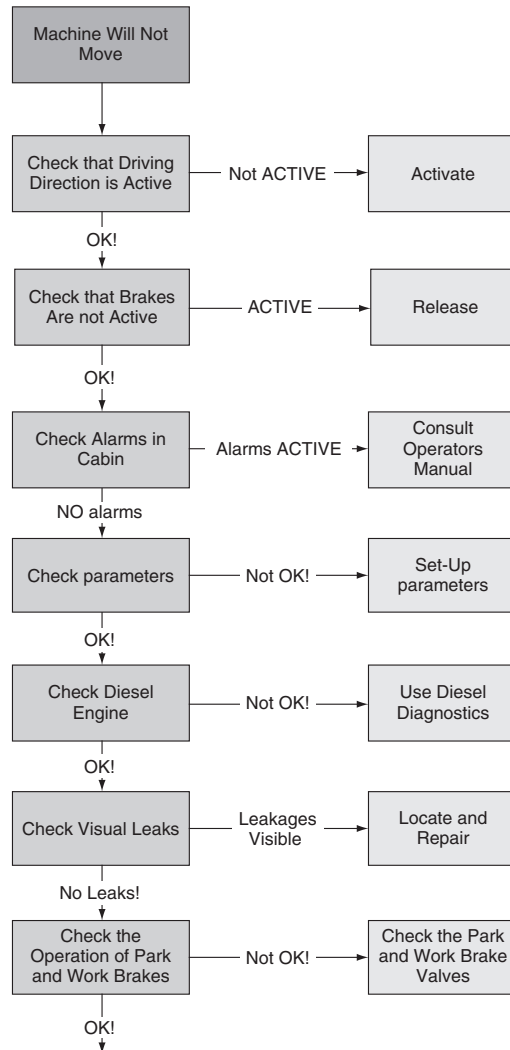 Machine Will Not
Move
Check that Driving
Direction is Active
Not ACTIVE
Activate
OK!
Check that Brakes
Are not Active
ACTIVE
Release
OK!
Check Alarms in
Cabin
Alarms ACTIVE
Consult
Operators
Manual
NO alarms
Check parameters
Not OK!
Set-Up
parameters
OK!
Check Diesel
Engine
Not OK!
Use Diesel
Diagnostics
OK!
Check Visual Leaks
Leakages
Visible
Locate and
Repair
No Leaks!
Check the
Operation of Park
and Work Brakes
Not OK!
Check the Park
and Work Brake
Valves
OK!